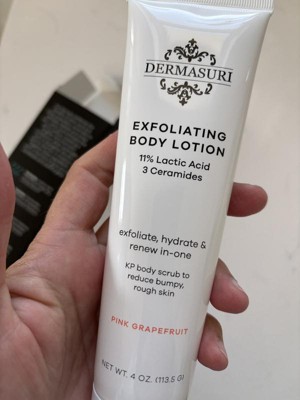 DERMASURI
EXFOLIATING
BODY LOTION
11% Lactic Acid
3 Ceramides
exfoliate, hydrate &
renew in-one
KP body scrub to
reduce bumpy,
rough skin
PINK GRAPEFRUIT
NET WT. 4 OZ. (113.5 G)